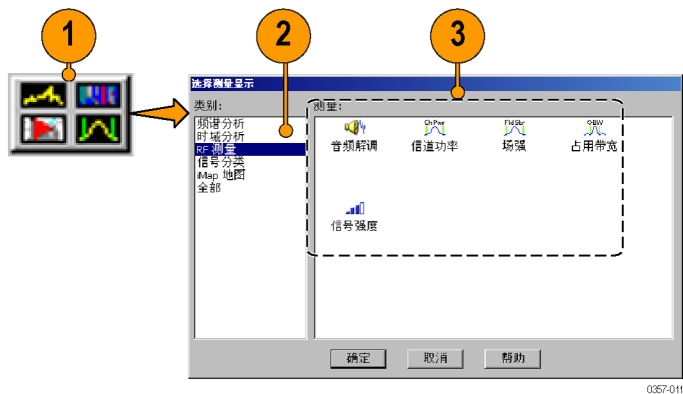 1
2
3
选择测量显示
类别:
测量:
频谱分析
时域分析
RF 测量
信号分类
iMap 地图
全部
ChPwr
FldStr
OBW
音频解调
信道功率
场强
占用带宽
信号强度
确定
取消
帮助
0357-011